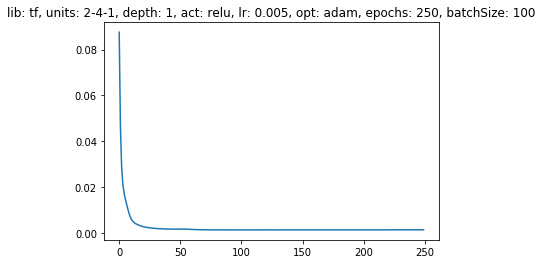 lib: tf, units: 2-4-1, depth: 1, act: relu, lr: 0.005, opt: adam, epochs: 250, batchSize: 100
0.08
0.06
0.04
0.02
0.00
0 50 100 150 200 250